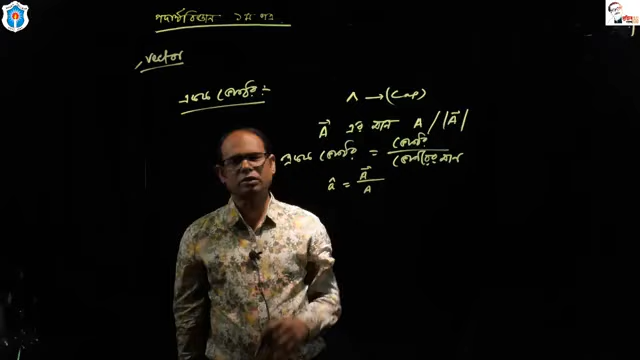 পদার্থবিজ্ঞান ১ম পত্র
vector
একক ভেক্টর :-
∧ → (Cap)
A⃗ এর মান A / |A⃗|
একক ভেক্টর = ভেক্টর / ভেক্টরের মান
â = A⃗ / A